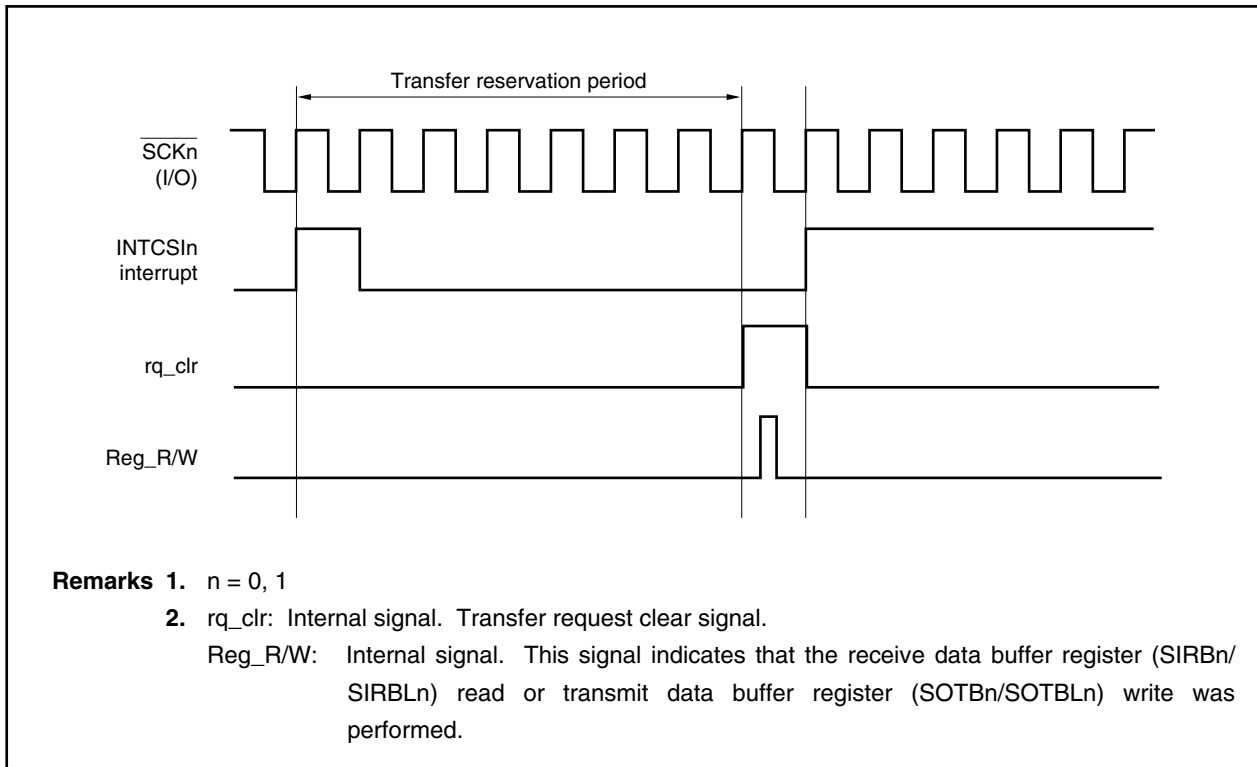 Transfer reservation period
SCKn
(I/O)
INTCSIn
interrupt
rq_clr
Reg_R/W
Remarks 1. n = 0, 1
2. rq_clr: Internal signal. Transfer request clear signal.
Reg_R/W: Internal signal. This signal indicates that the receive data buffer register (SIRBn/
SIRBLn) read or transmit data buffer register (SOTBn/SOTBLn) write was
performed.